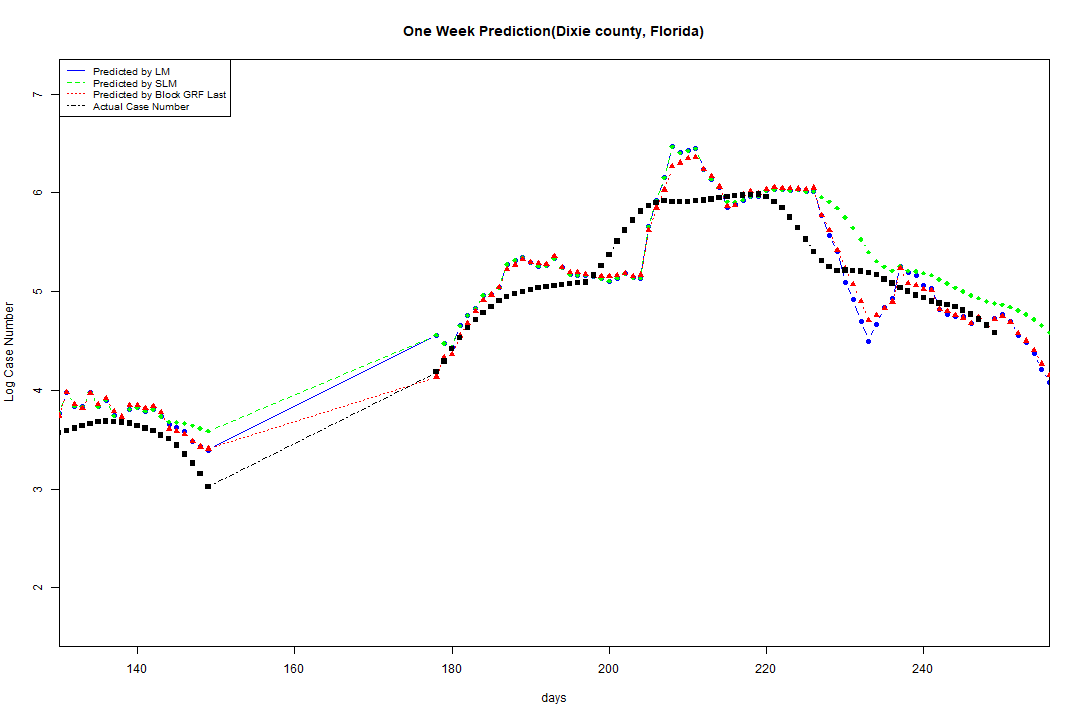 One Week Prediction(Dixie county, Florida)
Predicted by LM
Predicted by SLM
Predicted by Block GRF Last
Actual Case Number
7
6
5
4
3
2
Log Case Number
140 160 180 200 220 240
days